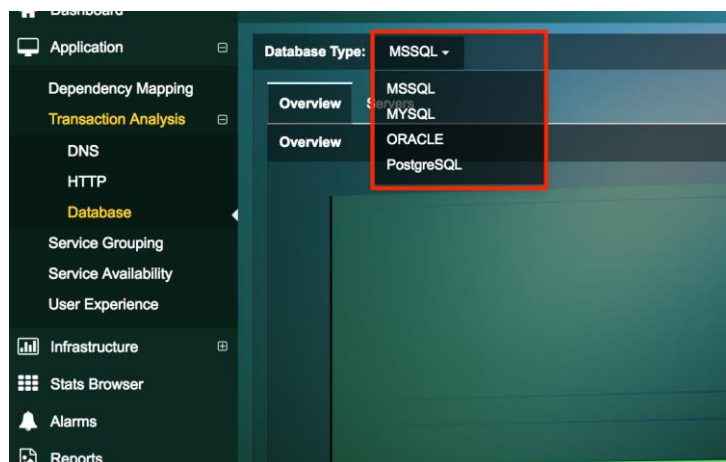 Dashboard
Application
Dependency Mapping
Transaction Analysis
DNS
HTTP
Database
Service Grouping
Service Availability
User Experience
Infrastructure
Stats Browser
Alarms
Reports
Database Type: MSSQL
MSSQL
MYSQL
ORACLE
PostgreSQL
Overview Servers
Overview